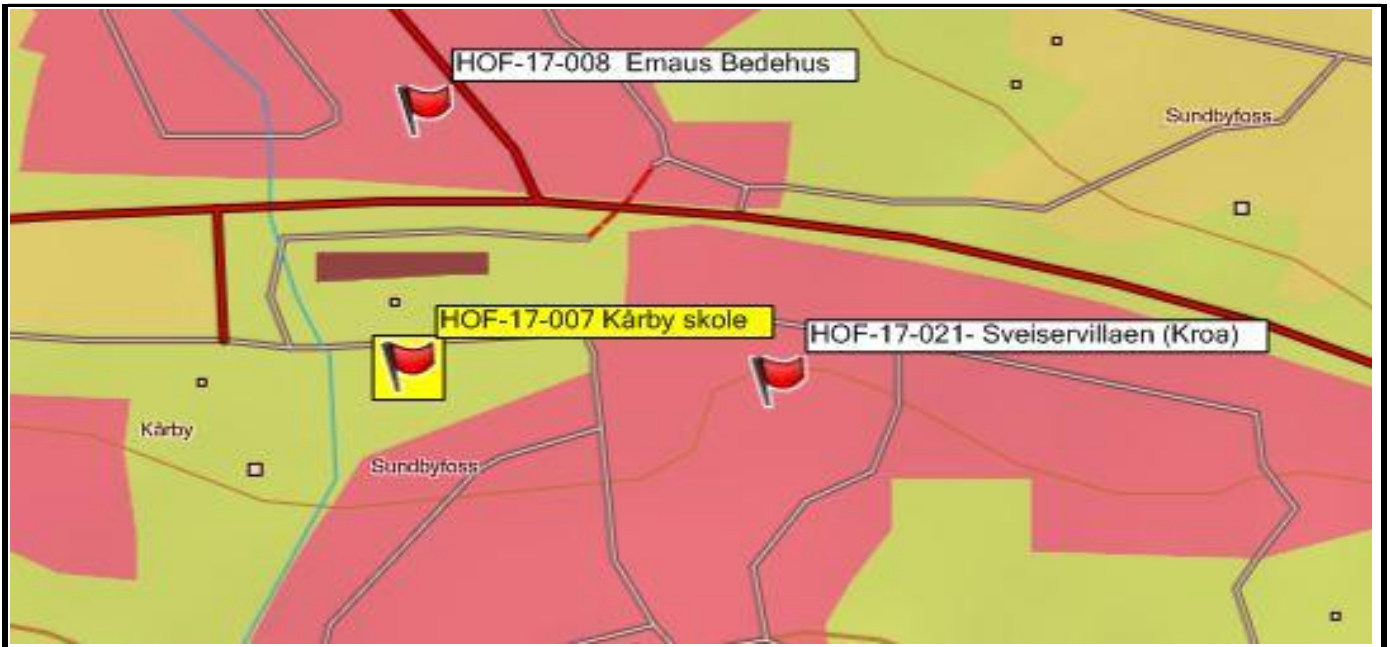 HOF-17-008 Emaus Bedehus
Sundbyfoss
HOF-17-007 Kårby skole
HOF-17-021- Sveiservillaen (Kroa)
Kårby
Sundbyfoss